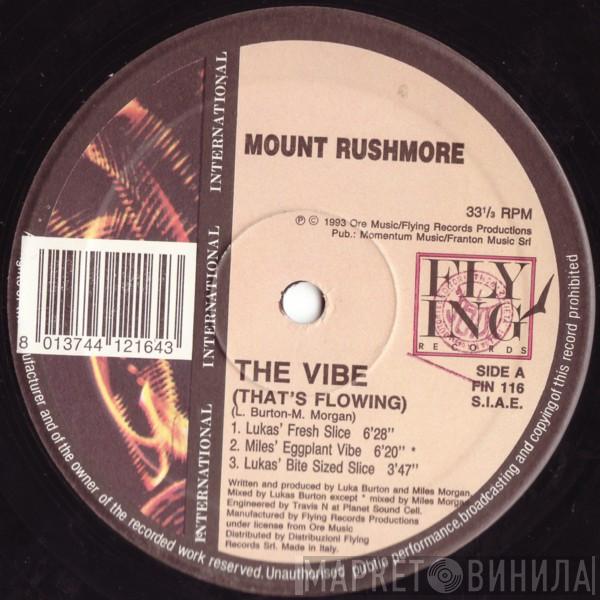 MOUNT RUSHMORE
33¹/₃ RPM
℗ © 1993 Ore Music/Flying Records Productions
Pub.: Momentum Music/Franton Music Srl
INTERNATIONAL
INTERNATIONAL
INTERNATIONAL
FLY
ING
RECORDS
8 013744 121643
THE VIBE
(THAT'S FLOWING)
(L. Burton-M. Morgan)
SIDE A
FIN 116
S.I.A.E.
1. Lukas' Fresh Slice 6'28"
2. Miles' Eggplant Vibe 6'20" *
3. Lukas' Bite Sized Slice 3'47"
Written and produced by Luka Burton and Miles Morgan.
Mixed by Lukas Burton except * mixed by Miles Morgan.
Engineered by Travis N at Planet Sound Cell.
Manufactured by Flying Records Productions
under license from Ore Music
Distributed by Distribuzioni Flying
Records Srl. Made in Italy.
manufacturer and of the owner of the recorded work reserved. Unauthorised public performance, broadcasting and copying of this record prohibited
МАРКЕТ ВИНИЛА